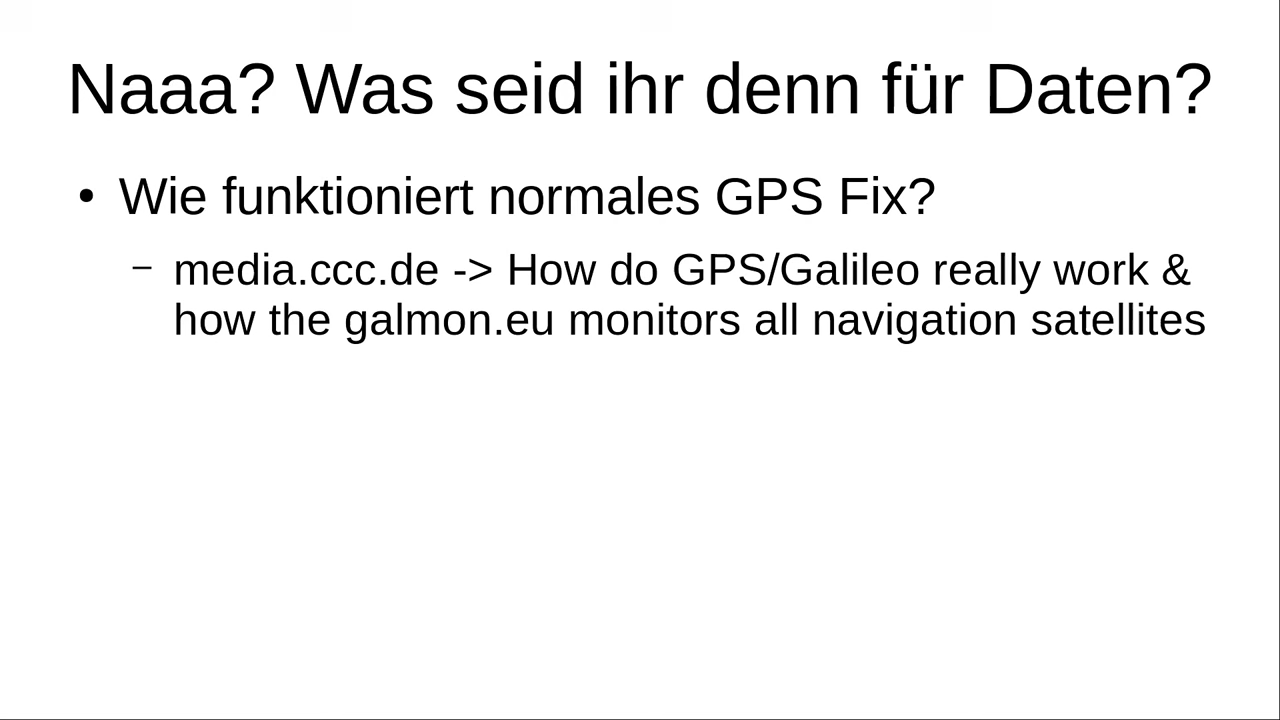 Naaa? Was seid ihr denn für Daten?
• Wie funktioniert normales GPS Fix?
– media.ccc.de -> How do GPS/Galileo really work &
how the galmon.eu monitors all navigation satellites